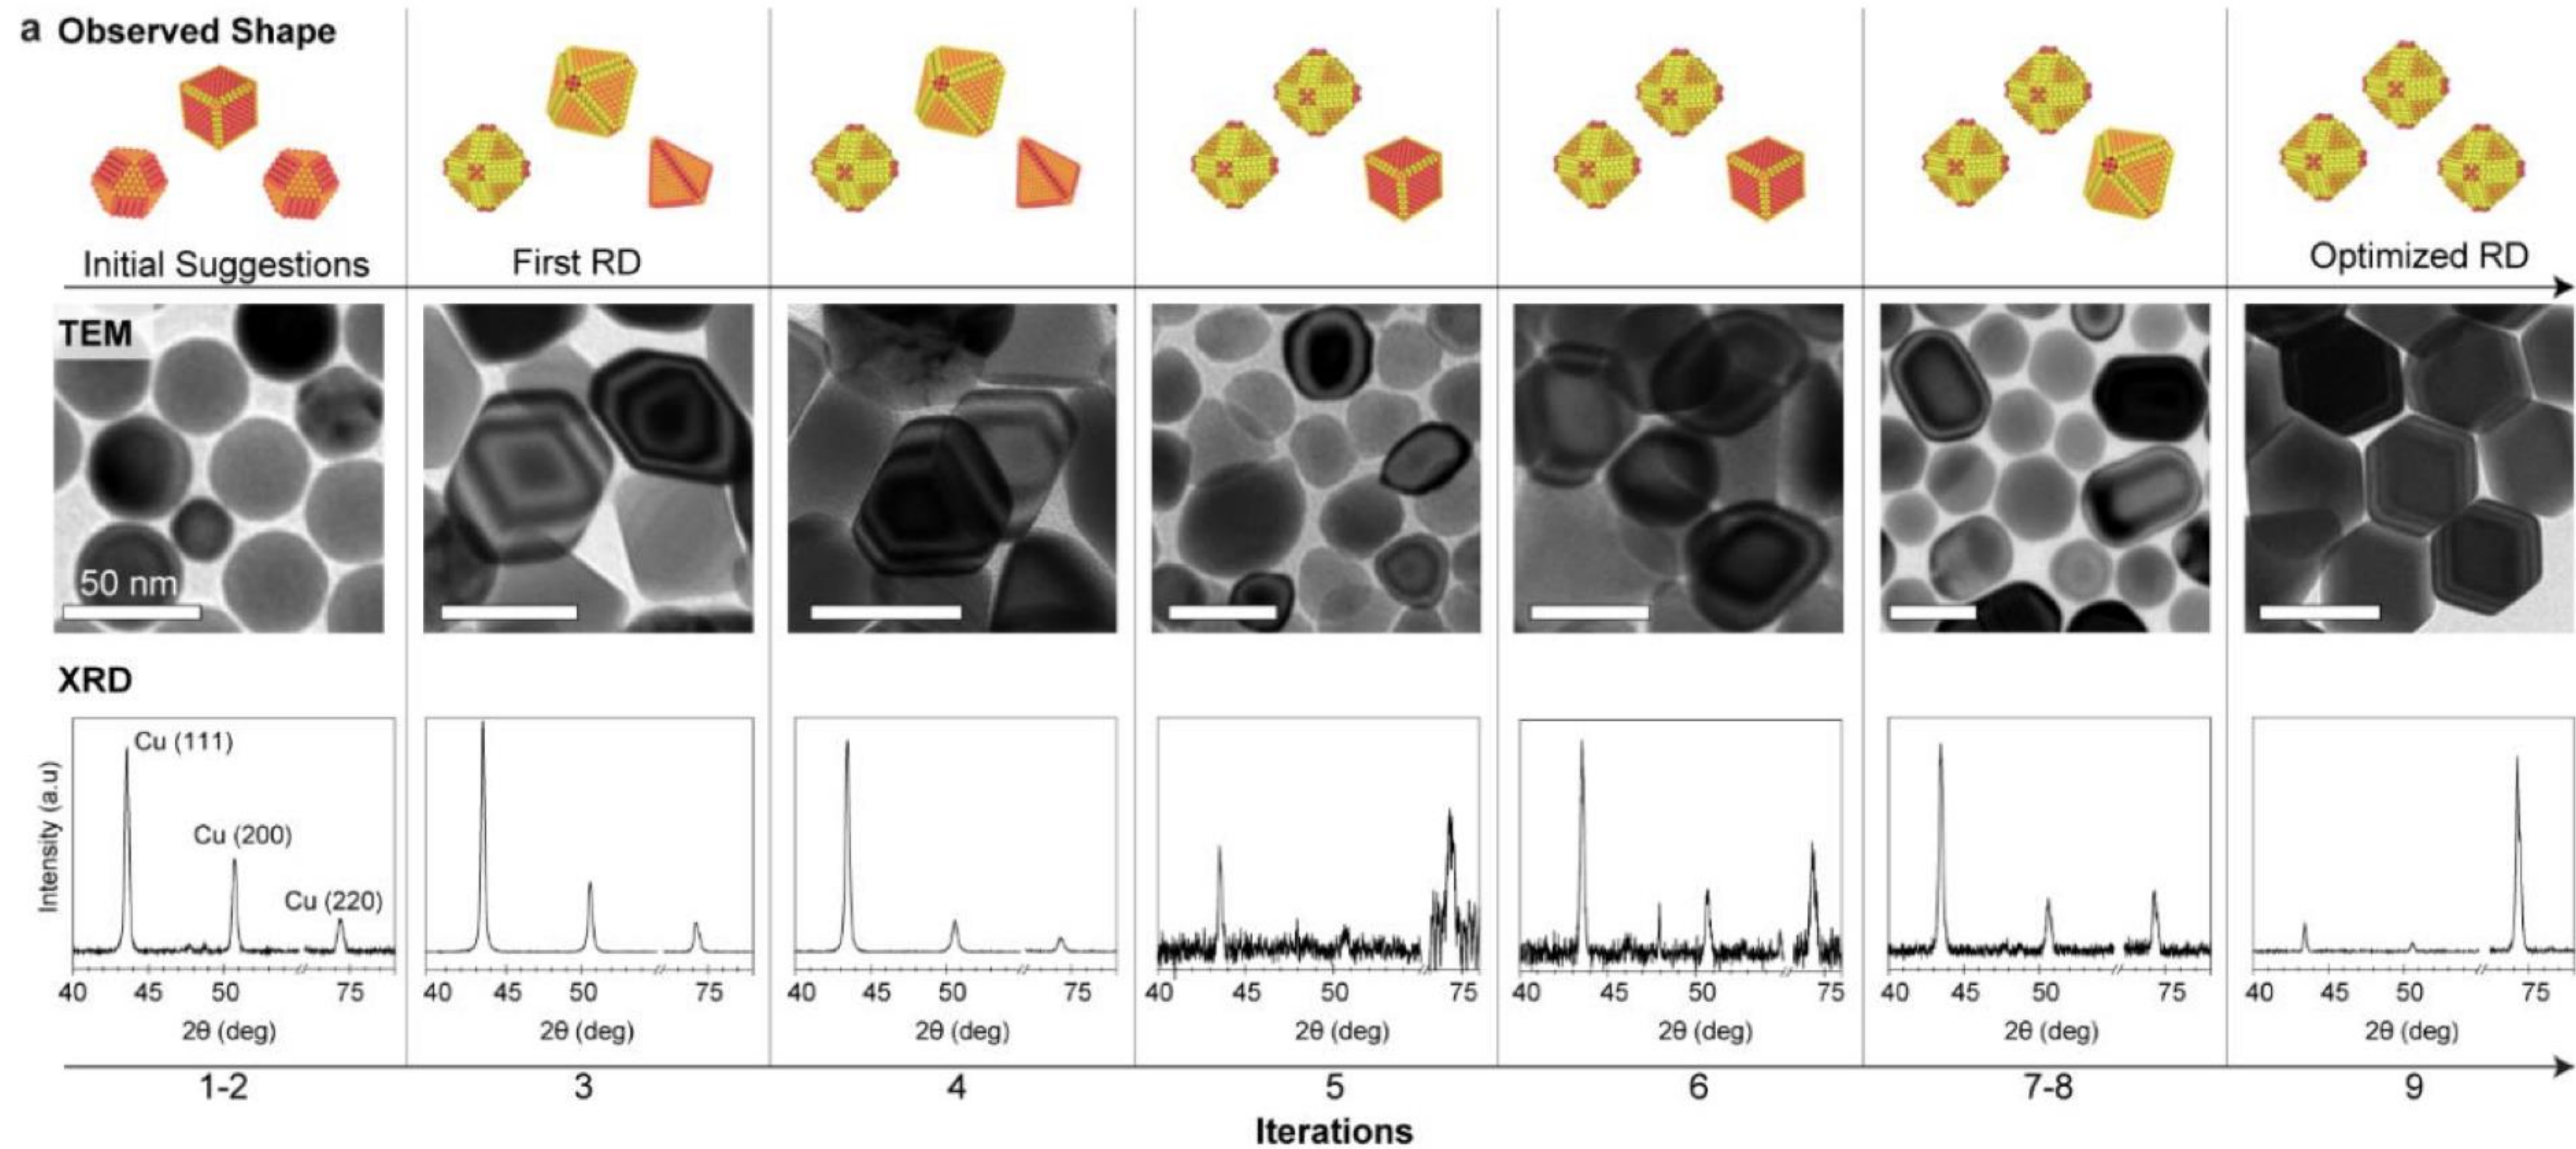 a Observed Shape
Initial Suggestions
First RD
Optimized RD
TEM
50 nm
XRD
Intensity (a.u)
Cu (111)
Cu (200)
Cu (220)
40 45 50 75
40 45 50 75
40 45 50 75
40 45 50 75
40 45 50 75
40 45 50 75
40 45 50 75
2θ (deg)
2θ (deg)
2θ (deg)
2θ (deg)
2θ (deg)
2θ (deg)
2θ (deg)
1-2
3
4
5
6
7-8
9
Iterations